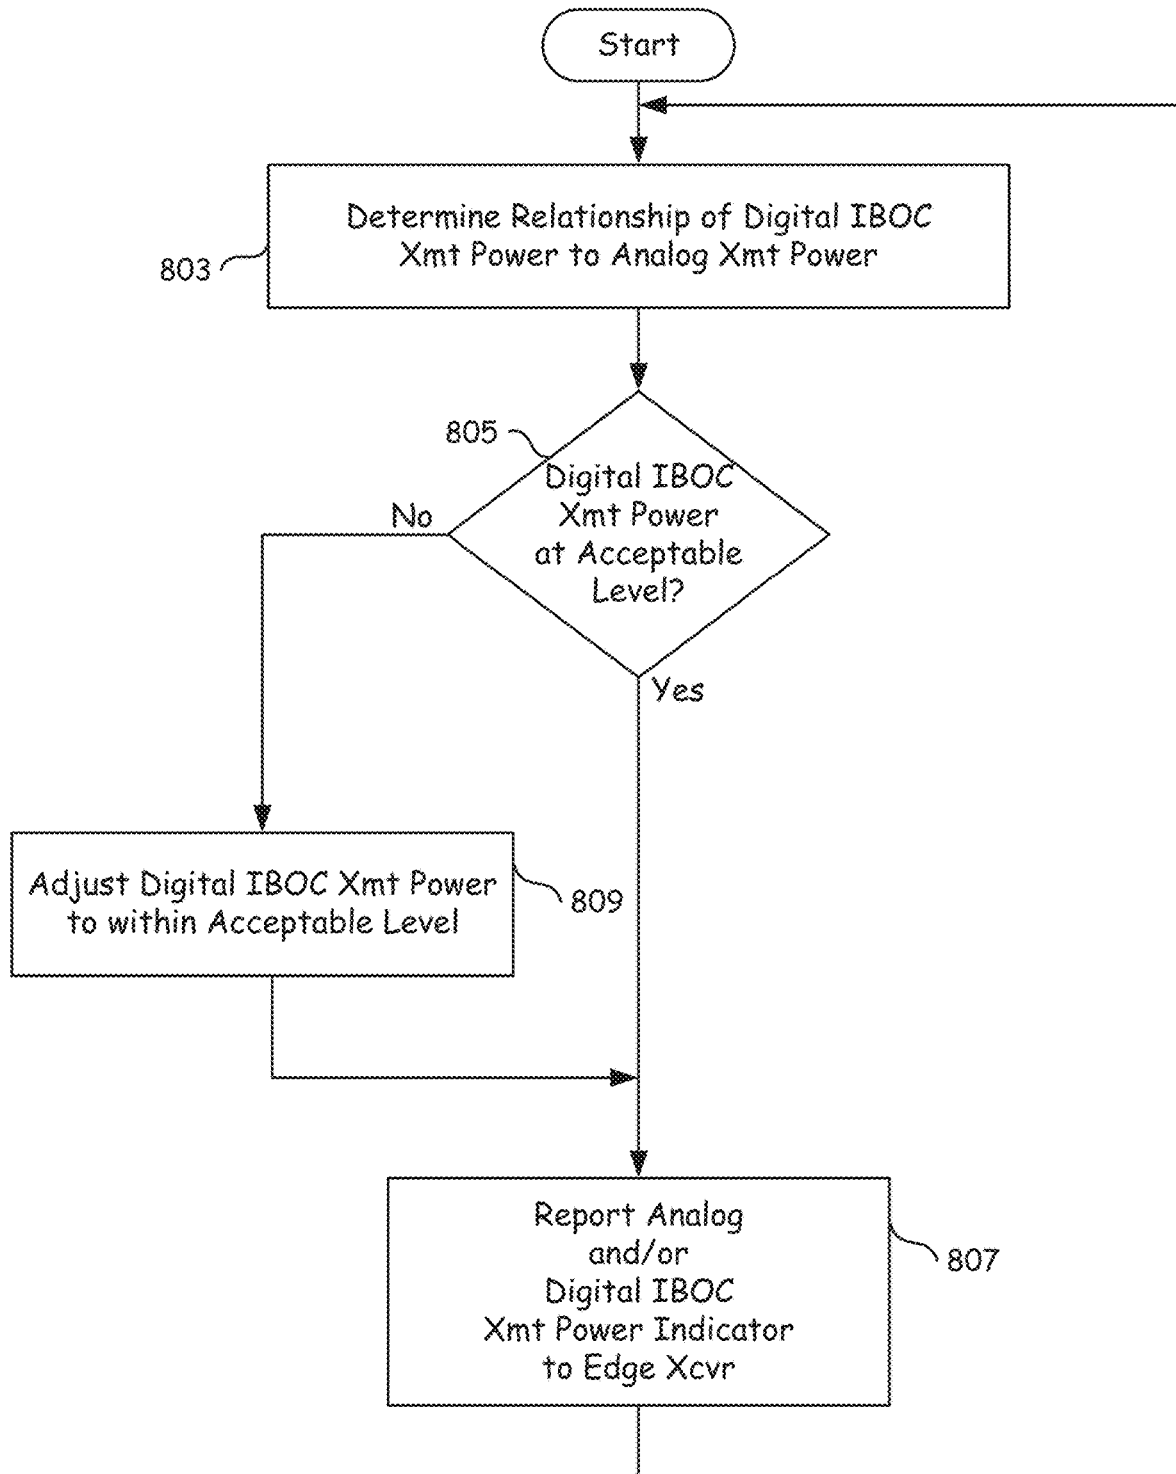 Start
Determine Relationship of Digital IBOC
Xmt Power to Analog Xmt Power
803
805
Digital IBOC
Xmt Power
at Acceptable
Level?
No
Yes
Adjust Digital IBOC Xmt Power
to within Acceptable Level
809
Report Analog
and/or
Digital IBOC
Xmt Power Indicator
to Edge Xcvr
807